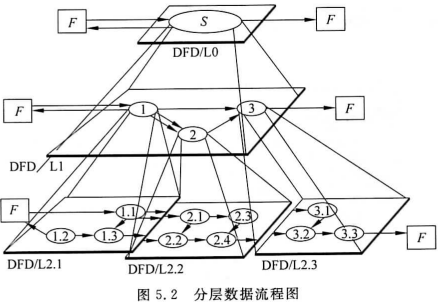 F S F
DFD/L0
F 1 3 F
2
DFD/L1
F 1.1 2.1 2.3 3.1
1.2 1.3 2.2 2.4 3.2 3.3 F
DFD/L2.1 DFD/L2.2 DFD/L2.3
图 5.2 分层数据流程图